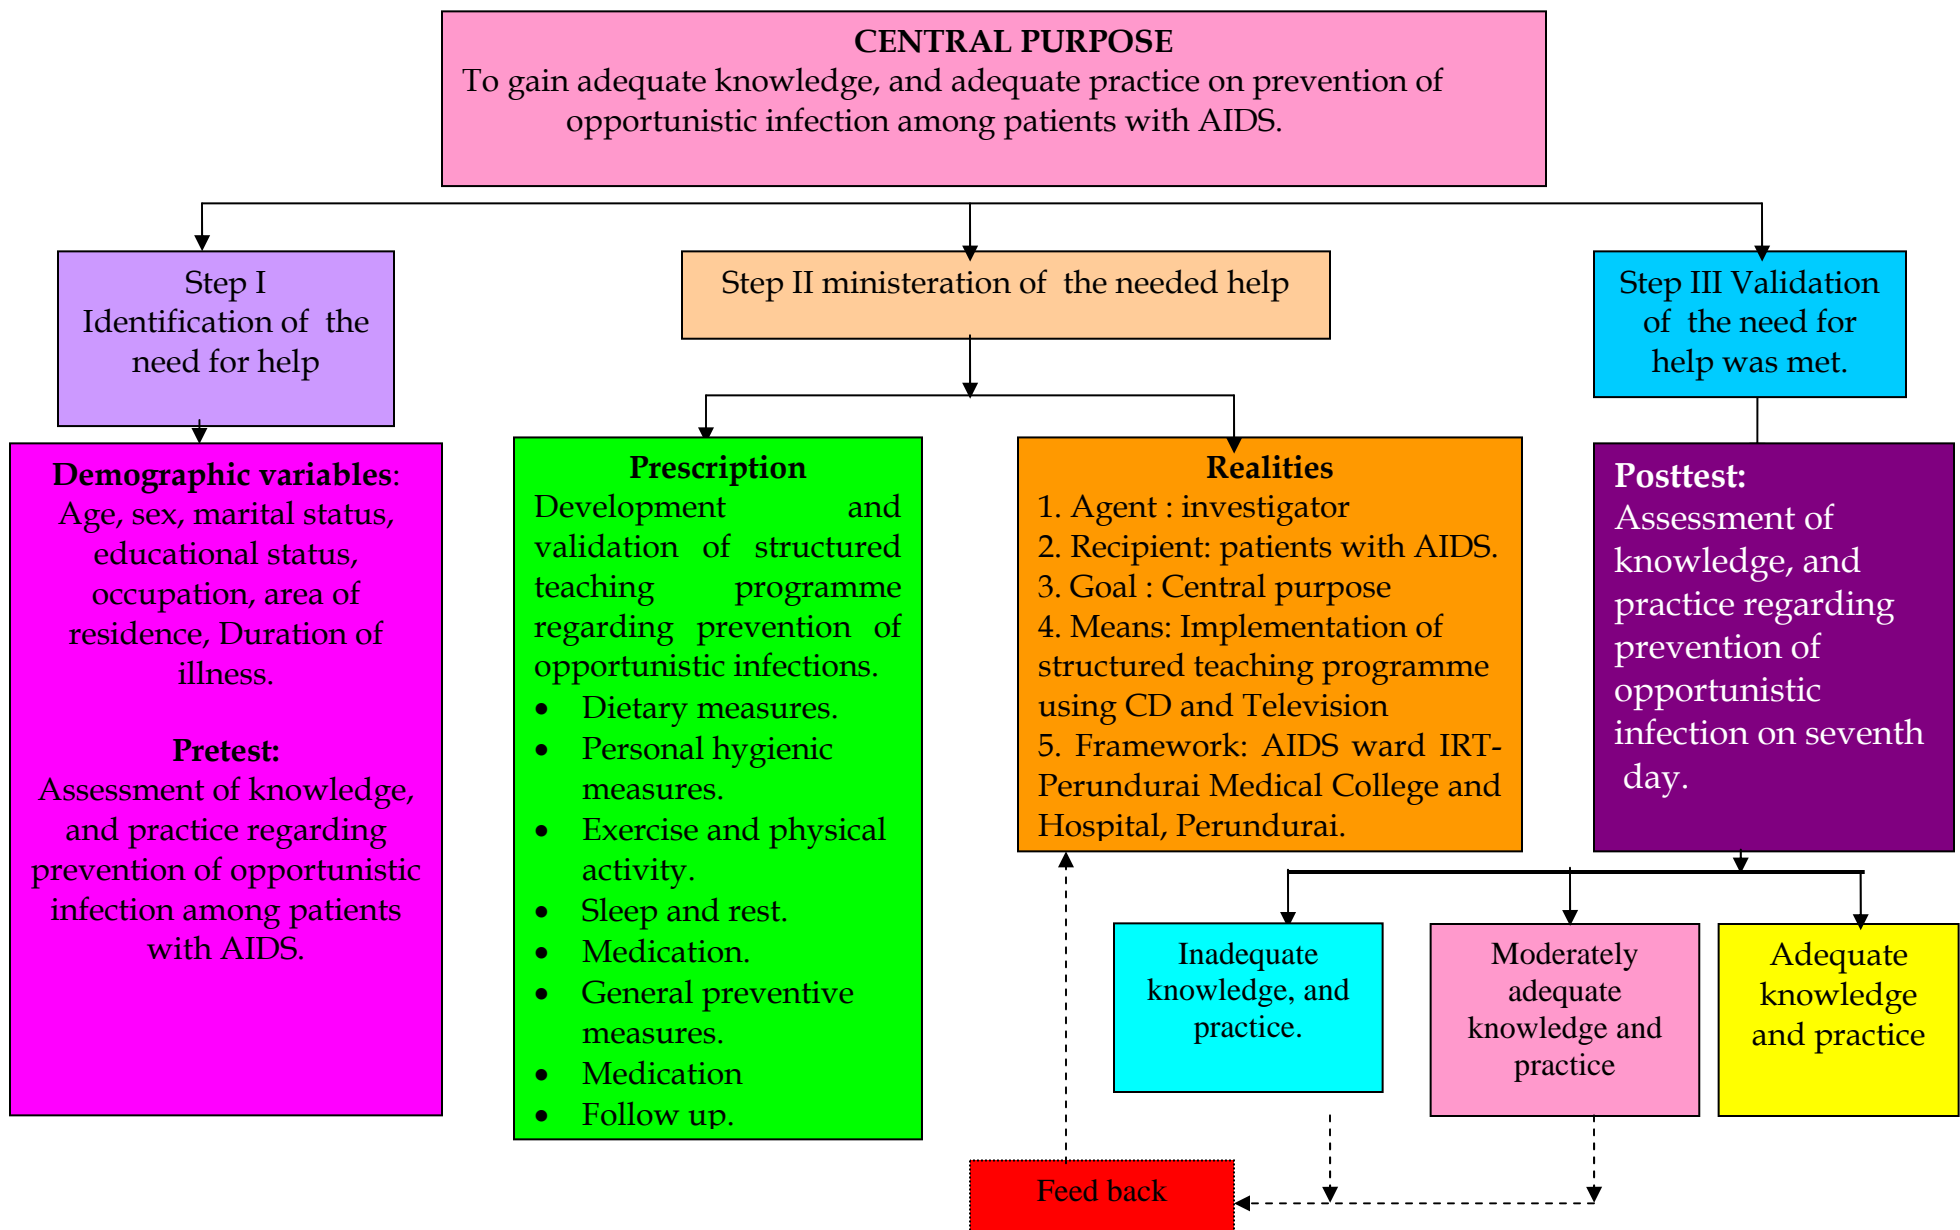 CENTRAL PURPOSE
To gain adequate knowledge, and adequate practice on prevention of
opportunistic infection among patients with AIDS.
Step I
Identification of the
need for help
Step II ministeration of the needed help
Step III Validation
of the need for
help was met.
Demographic variables:
Age, sex, marital status,
educational status,
occupation, area of
residence, Duration of
illness.
Pretest:
Assessment of knowledge,
and practice regarding
prevention of opportunistic
infection among patients
with AIDS.
Prescription
Development and
validation of structured
teaching programme
regarding prevention of
opportunistic infections.
• Dietary measures.
• Personal hygienic
measures.
• Exercise and physical
activity.
• Sleep and rest.
• Medication.
• General preventive
measures.
• Medication
• Follow up.
Realities
1. Agent : investigator
2. Recipient: patients with AIDS.
3. Goal : Central purpose
4. Means: Implementation of
structured teaching programme
using CD and Television
5. Framework: AIDS ward IRT-
Perundurai Medical College and
Hospital, Perundurai.
Posttest:
Assessment of
knowledge, and
practice regarding
prevention of
opportunistic
infection on seventh
day.
Inadequate
knowledge, and
practice.
Moderately
adequate
knowledge and
practice
Adequate
knowledge
and practice
Feed back